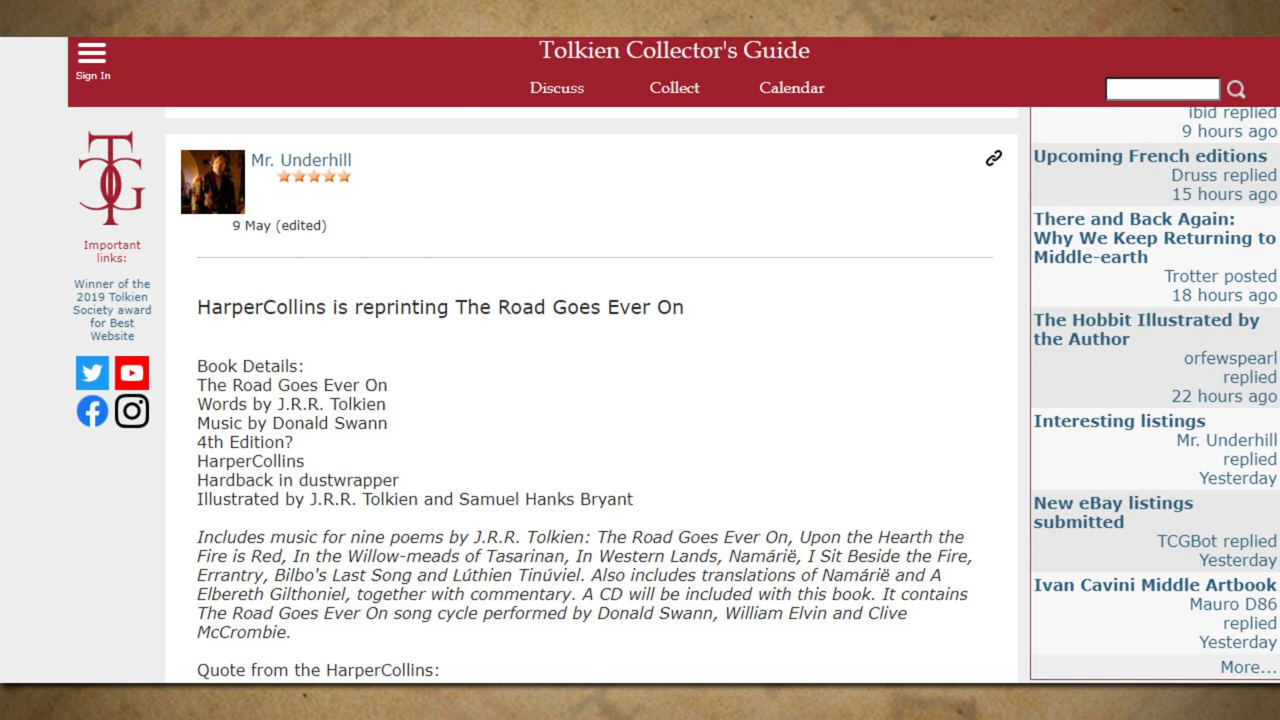 Tolkien Collector's Guide
Sign In
Discuss Collect Calendar
TCG
Important
links:
Winner of the
2019 Tolkien
Society award
for Best
Website
Mr. Underhill
9 May (edited)
HarperCollins is reprinting The Road Goes Ever On
Book Details:
The Road Goes Ever On
Words by J.R.R. Tolkien
Music by Donald Swann
4th Edition?
HarperCollins
Hardback in dustwrapper
Illustrated by J.R.R. Tolkien and Samuel Hanks Bryant
Includes music for nine poems by J.R.R. Tolkien: The Road Goes Ever On, Upon the Hearth the
Fire is Red, In the Willow-meads of Tasarinan, In Western Lands, Namárië, I Sit Beside the Fire,
Errantry, Bilbo's Last Song and Lúthien Tinúviel. Also includes translations of Namárië and A
Elbereth Gilthoniel, together with commentary. A CD will be included with this book. It contains
The Road Goes Ever On song cycle performed by Donald Swann, William Elvin and Clive
McCrombie.
Quote from the HarperCollins:
ibid replied
9 hours ago
Upcoming French editions
Druss replied
15 hours ago
There and Back Again:
Why We Keep Returning to
Middle-earth
Trotter posted
18 hours ago
The Hobbit Illustrated by
the Author
orfewspearl
replied
22 hours ago
Interesting listings
Mr. Underhill
replied
Yesterday
New eBay listings
submitted
TCGBot replied
Yesterday
Ivan Cavini Middle Artbook
Mauro D86
replied
Yesterday
More...